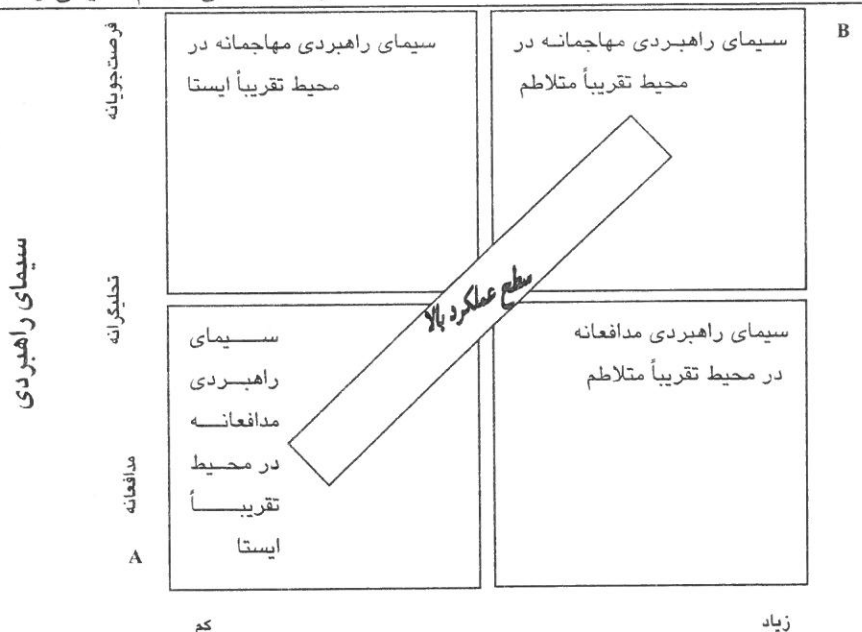 سیمای راهبردی مهاجمانه در
محیط تقریباً متلاطم
B
سیمای راهبردی مهاجمانه در
محیط تقریباً ایستا
فرصت‌جویانه
سیمای راهبردی
تحلیگرانه
مدافعانه
سطح عملکرد بالا
سیمای راهبردی مدافعانه
در محیط تقریباً متلاطم
سیمای
راهبردی
مدافعانه
در محیط
تقریباً
ایستا
A
زیاد
کم